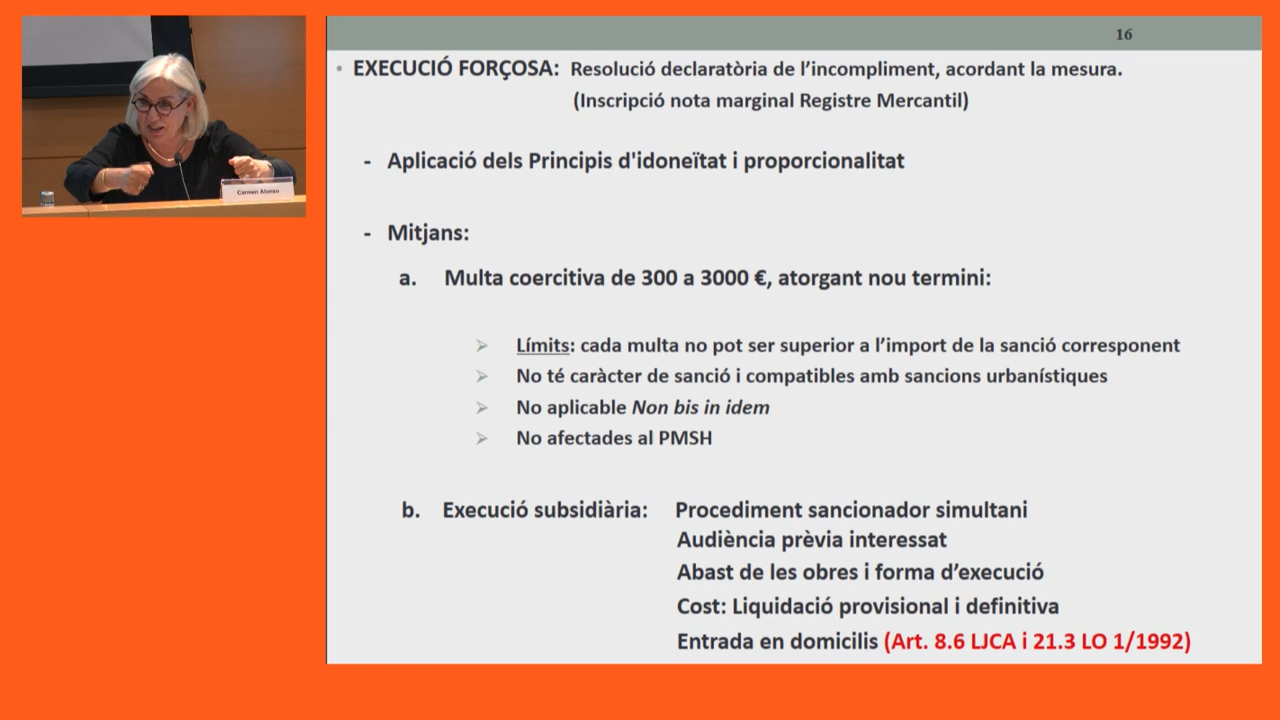 16
EXECUCIÓ FORÇOSA: Resolució declaratòria de l’incompliment, acordant la mesura.
(Inscripció nota marginal Registre Mercantil)
- Aplicació dels Principis d'idoneïtat i proporcionalitat
- Mitjans:
a. Multa coercitiva de 300 a 3000 €, atorgant nou termini:
Límits: cada multa no pot ser superior a l’import de la sanció corresponent
No té caràcter de sanció i compatibles amb sancions urbanístiques
No aplicable Non bis in idem
No afectades al PMSH
b. Execució subsidiària: Procediment sancionador simultani
Audiència prèvia interessat
Abast de les obres i forma d’execució
Cost: Liquidació provisional i definitiva
Entrada en domicilis (Art. 8.6 LJCA i 21.3 LO 1/1992)
Carmen Alonso